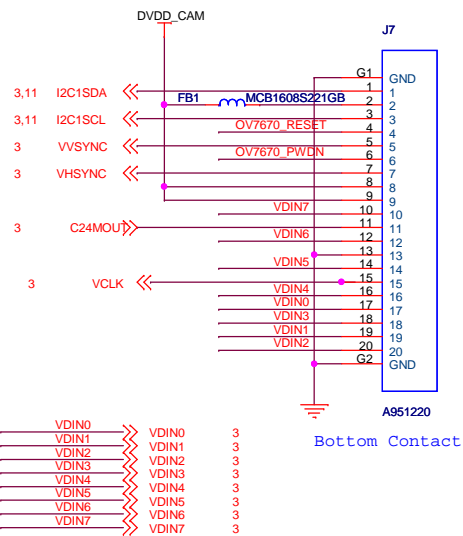 DVDD_CAM
J7
G1 GND
3,11 I2C1SDA 1 1
FB1 MCB1608S221GB 2 2
3,11 I2C1SCL 3 3
OV7670_RESET 4 4
3 VVSYNC 5 5
OV7670_PWDN 6 6
3 VHSYNC 7 7
8 8
9 9
VDIN7 10 10
3 C24MOUT 11 11
VDIN6 12 12
13 13
VDIN5 14 14
3 VCLK 15 15
VDIN4 16 16
VDIN0 17 17
VDIN3 18 18
VDIN1 19 19
VDIN2 20 20
G2 GND
A951220
Bottom Contact
VDIN0 VDIN0 3
VDIN1 VDIN1 3
VDIN2 VDIN2 3
VDIN3 VDIN3 3
VDIN4 VDIN4 3
VDIN5 VDIN5 3
VDIN6 VDIN6 3
VDIN7 VDIN7 3